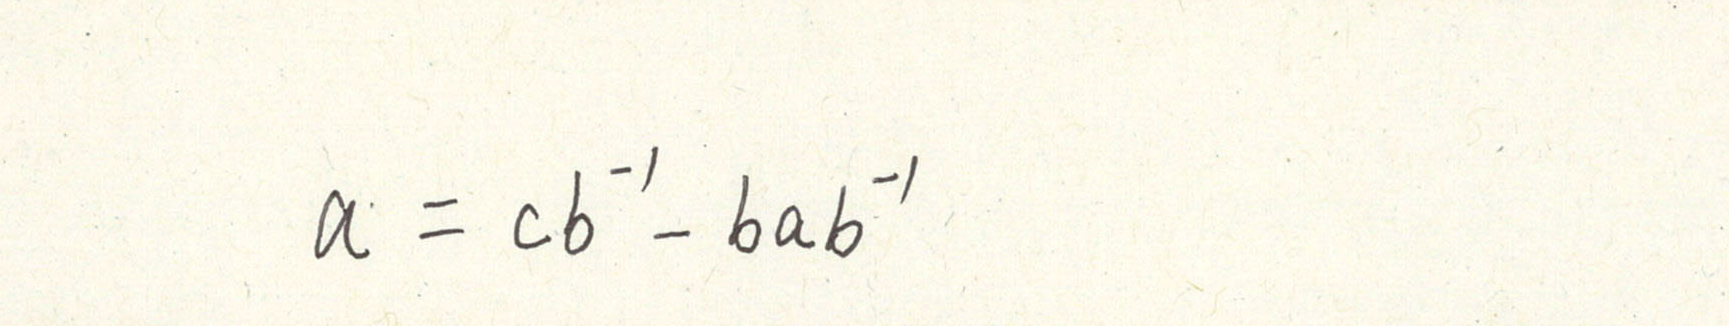 a = cb⁻¹ - bab⁻¹